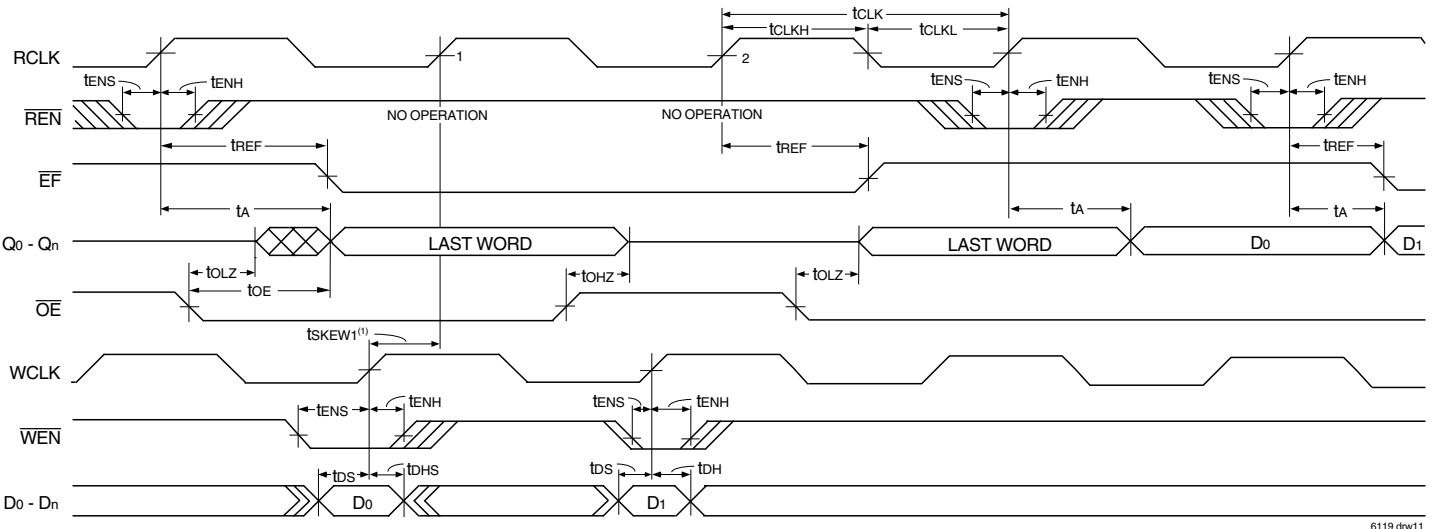 tCLK
tCLKH tCLKL
RCLK 1 2
tENS tENH tENS tENH tENS tENH
REN NO OPERATION NO OPERATION
tREF tREF tREF
EF
tA tA tA
Q0 - Qn LAST WORD LAST WORD D0 D1
tOLZ tOHZ tOLZ
tOE
OE
tSKEW1(1)
WCLK
tENS tENH tENS tENH
WEN
tDS tDHS tDS tDH
D0 - Dn D0 D1
6119 drw11